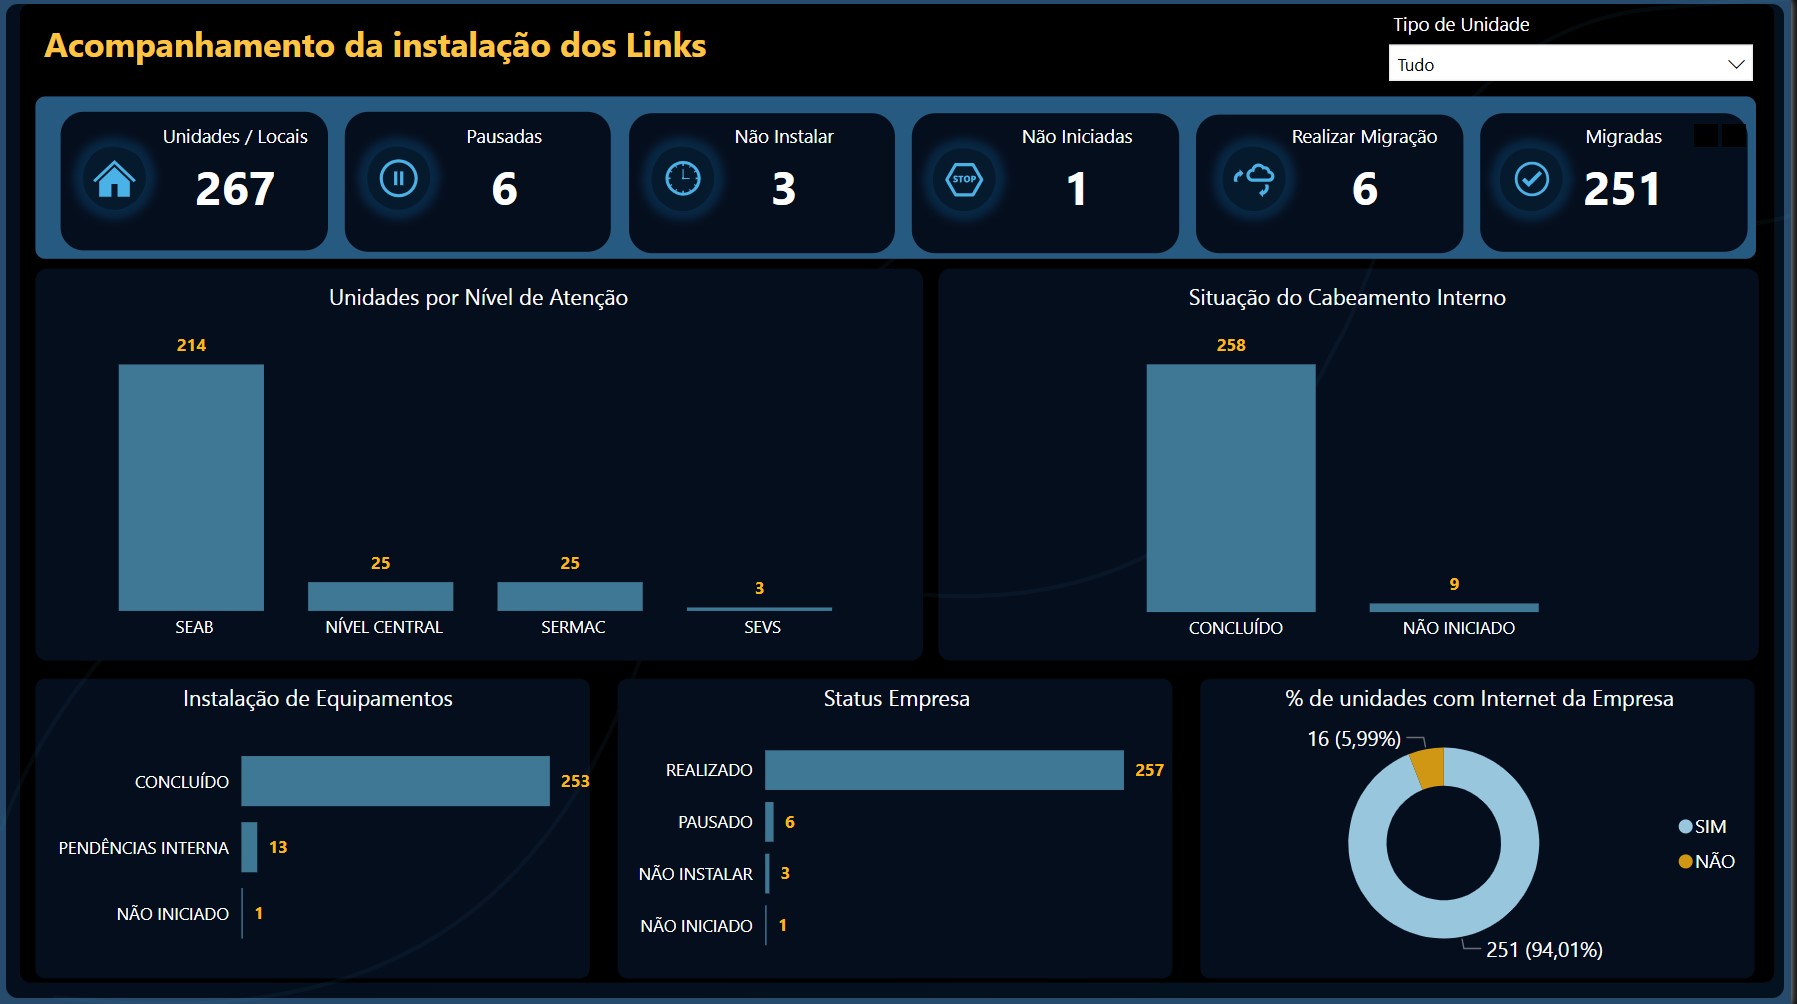 Acompanhamento da instalação dos Links
Tipo de Unidade
Tudo
Unidades / Locais
267
Pausadas
6
Não Instalar
3
Não Iniciadas
STOP
1
Realizar Migração
6
Migradas
251
Unidades por Nível de Atenção
214
25
25
3
SEAB
NÍVEL CENTRAL
SERMAC
SEVS
Situação do Cabeamento Interno
258
9
CONCLUÍDO
NÃO INICIADO
Instalação de Equipamentos
CONCLUÍDO 253
PENDÊNCIAS INTERNA 13
NÃO INICIADO 1
Status Empresa
REALIZADO 257
PAUSADO 6
NÃO INSTALAR 3
NÃO INICIADO 1
% de unidades com Internet da Empresa
16 (5,99%)
SIM
NÃO
251 (94,01%)